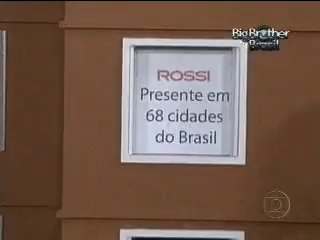 Big Brother
Brasil
ROSSI
Presente em
68 cidades
do Brasil